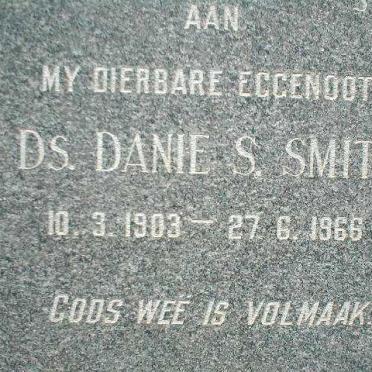 AAN
MY DIERBARE EGGENOOT
DS. DANIE S. SMIT
10. 3. 1903 — 27. 6. 1966
GODS WEË IS VOLMAAK.